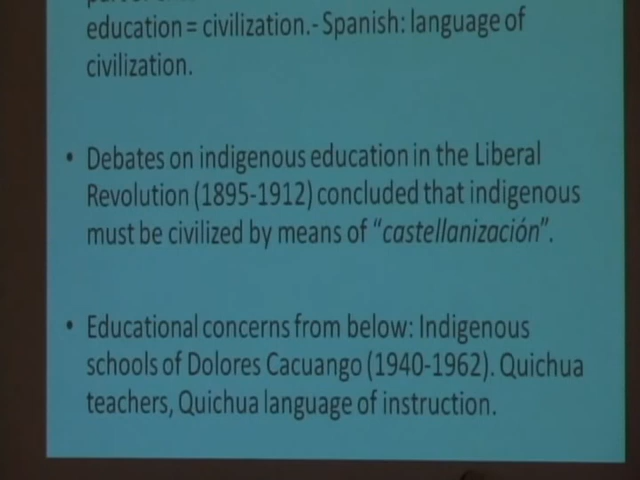 education = civilization.- Spanish: language of
civilization.
• Debates on indigenous education in the Liberal
Revolution (1895-1912) concluded that indigenous
must be civilized by means of “castellanización”.
• Educational concerns from below: Indigenous
schools of Dolores Cacuango (1940-1962). Quichua
teachers, Quichua language of instruction.